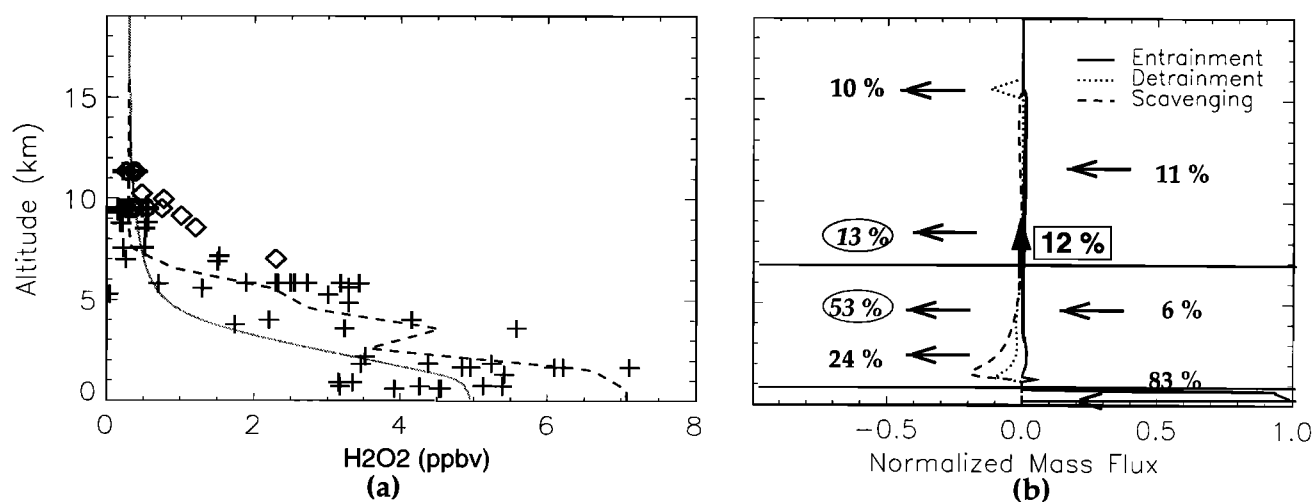 Altitude (km)
15
10
5
0
0
2
4
6
8
H2O2 (ppbv)
(a)
Entrainment
Detrainment
Scavenging
10 %
11 %
13 %
12 %
53 %
6 %
24 %
83 %
-0.5
0.0
0.5
1.0
Normalized Mass Flux
(b)